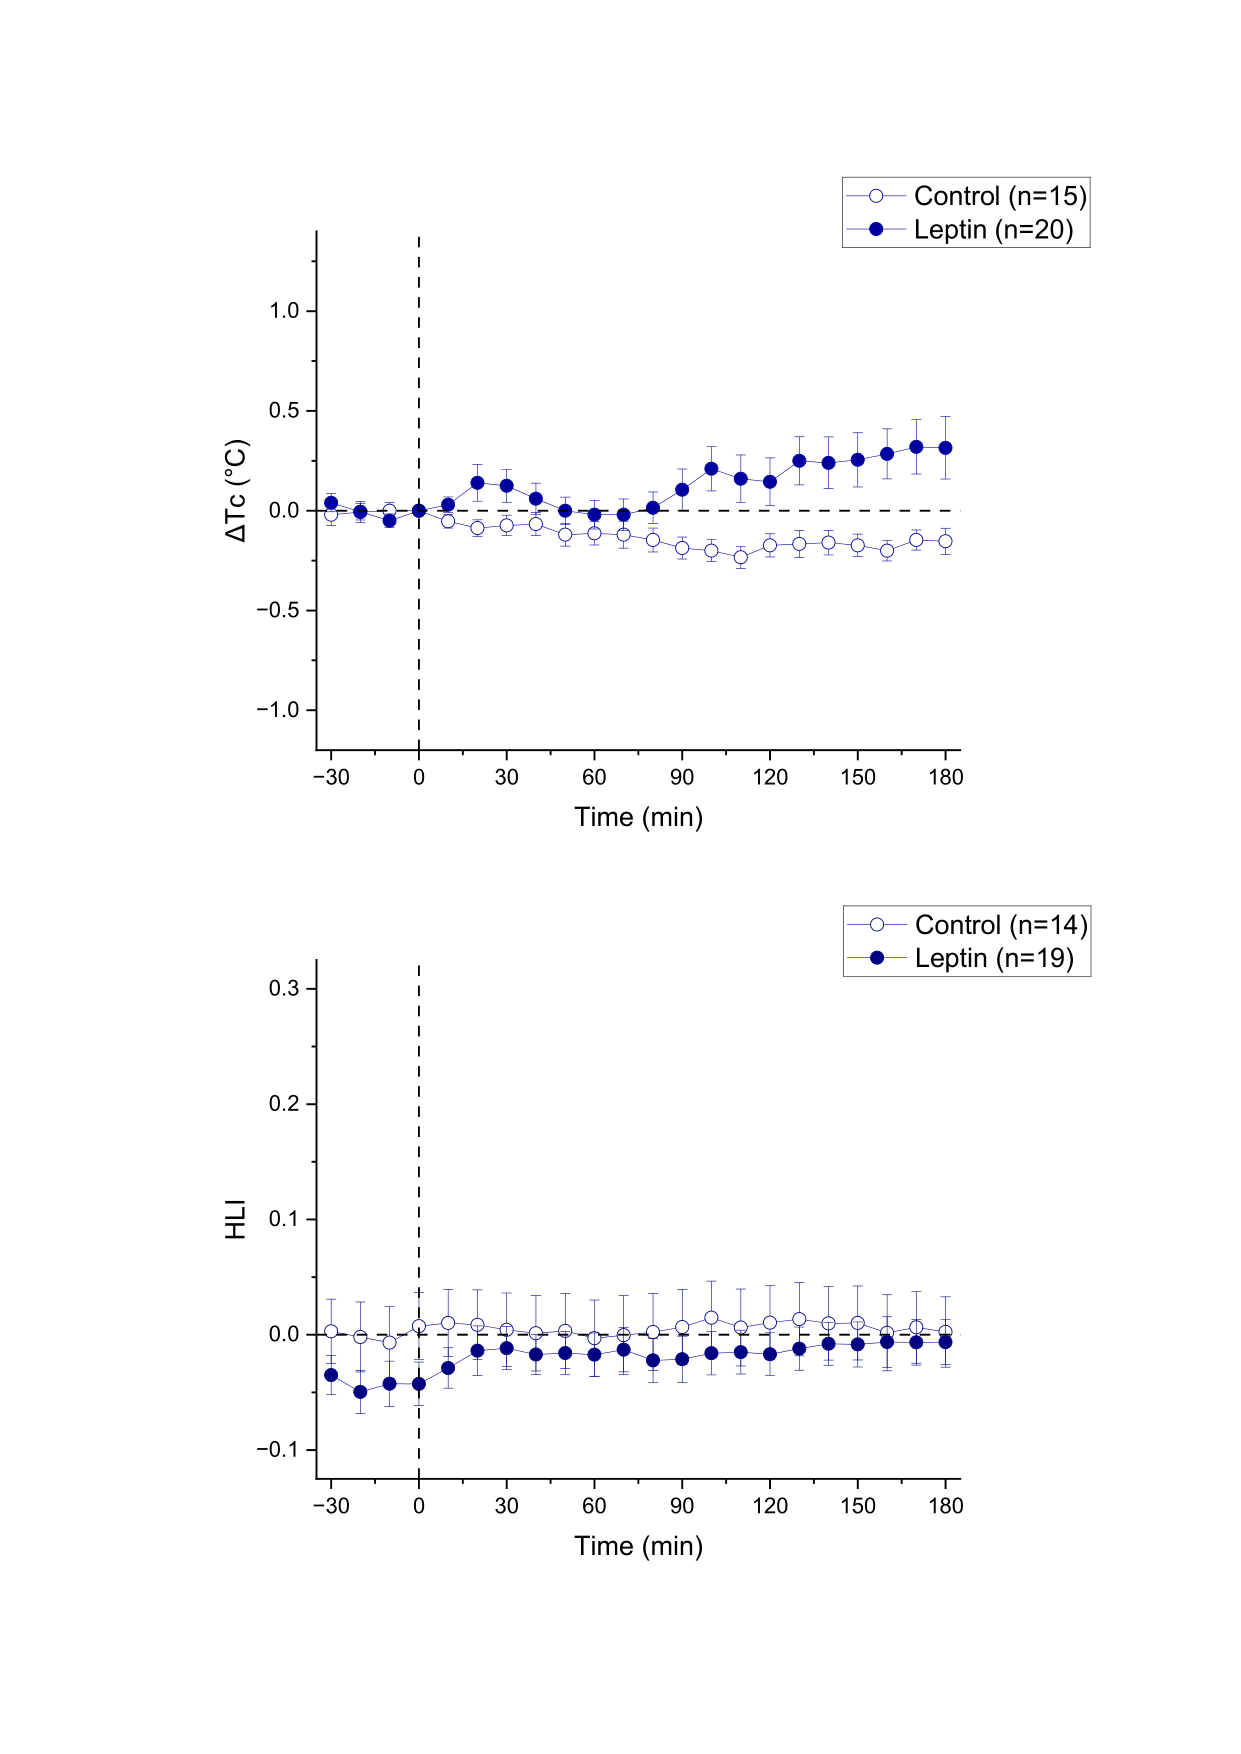 Control (n=15)
Leptin (n=20)
1.0
0.5
0.0
−0.5
−1.0
ΔTc (°C)
−30 0 30 60 90 120 150 180
Time (min)
Control (n=14)
Leptin (n=19)
0.3
0.2
0.1
0.0
−0.1
HLI
−30 0 30 60 90 120 150 180
Time (min)